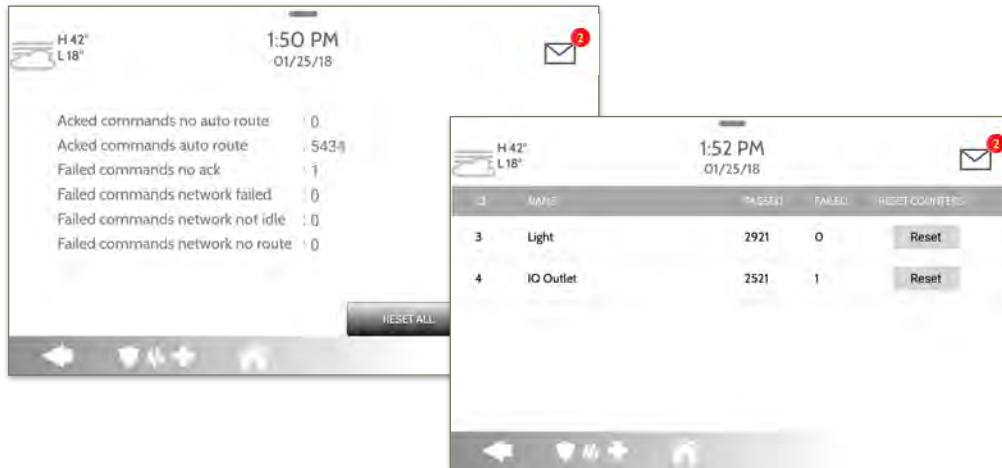 H 42°
L 18°
1:50 PM
01/25/18
2
Acked commands no auto route : 0
Acked commands auto route : 5434
Failed commands no ack : 1
Failed commands network failed : 0
Failed commands network not idle : 0
Failed commands network no route : 0
RESET ALL
H 42°
L 18°
1:52 PM
01/25/18
2
ID NAME PASSED FAILED RESET COUNTERS
3 Light 2921 0 Reset
4 IQ Outlet 2521 1 Reset